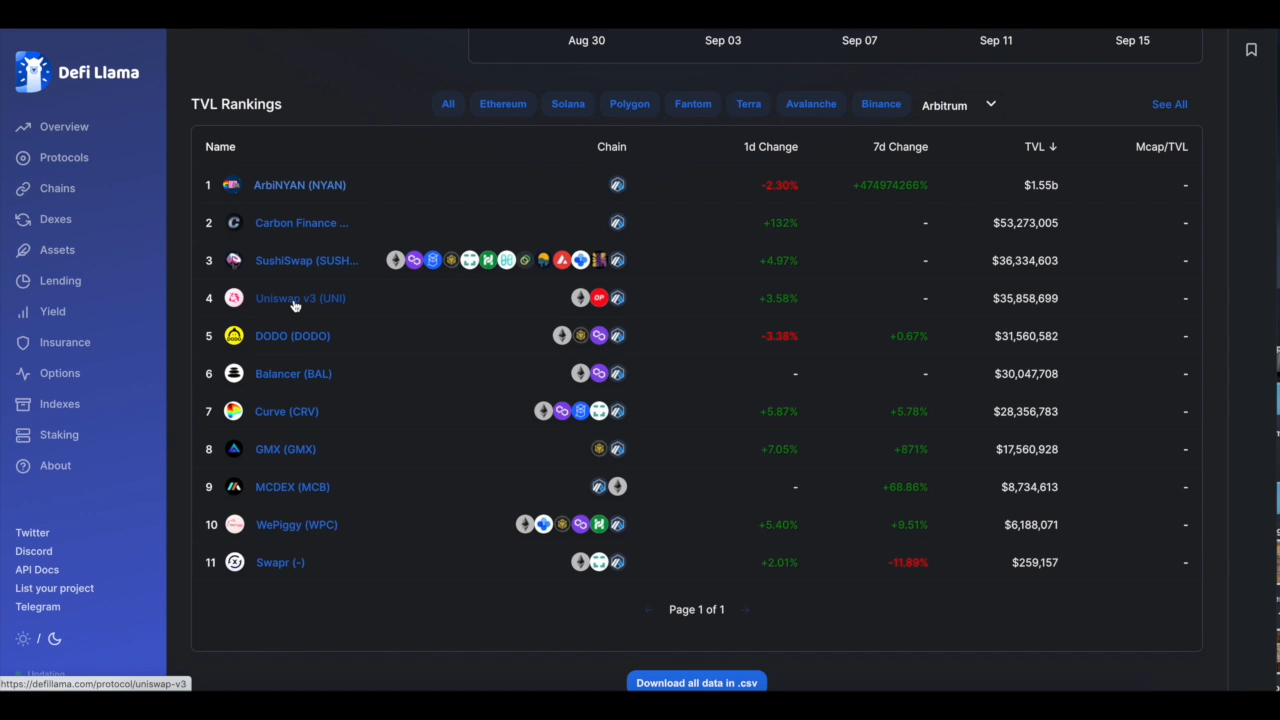 Aug 30 Sep 03 Sep 07 Sep 11 Sep 15
Defi Llama
Overview
Protocols
Chains
Dexes
Assets
Lending
Yield
Insurance
Options
Indexes
Staking
About
Twitter
Discord
API Docs
List your project
Telegram
/
Updating
https://defillama.com/protocol/uniswap-v3
TVL Rankings All Ethereum Solana Polygon Fantom Terra Avalanche Binance Arbitrum See All
Name Chain 1d Change 7d Change TVL ↓ Mcap/TVL
1 ArbiNYAN (NYAN) -2.30% +474974266% $1.55b -
2 Carbon Finance ... +132% - $53,273,005 -
3 SushiSwap (SUSH... +4.97% - $36,334,603 -
4 Uniswap v3 (UNI) OP +3.58% - $35,858,699 -
5 DODO (DODO) -3.38% +0.67% $31,560,582 -
6 Balancer (BAL) - - $30,047,708 -
7 Curve (CRV) +5.87% +5.78% $28,356,783 -
8 GMX (GMX) +7.05% +871% $17,560,928 -
9 MCDEX (MCB) - +68.86% $8,734,613 -
10 WePiggy (WPC) +5.40% +9.51% $6,188,071 -
11 Swapr (-) +2.01% -11.89% $259,157 -
← Page 1 of 1 →
Download all data in .csv